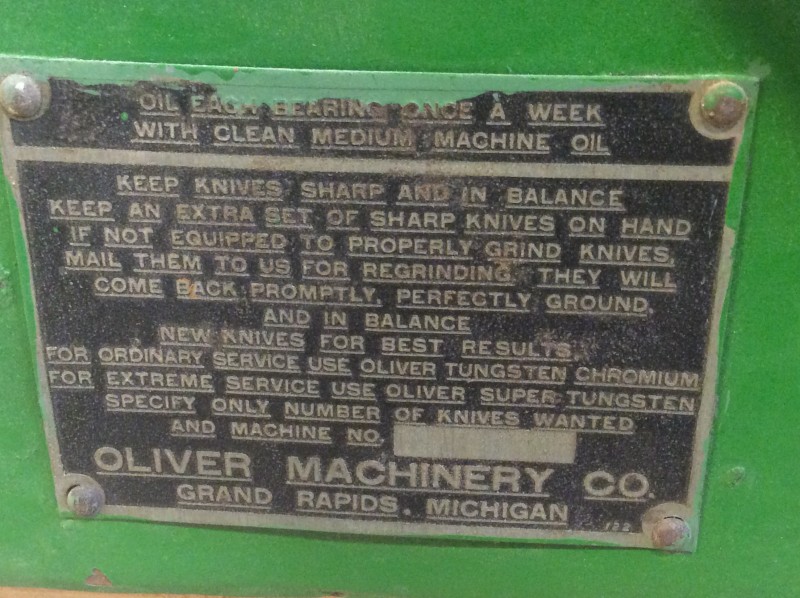 OIL EACH BEARING ONCE A WEEK
WITH CLEAN MEDIUM MACHINE OIL
KEEP KNIVES SHARP AND IN BALANCE
KEEP AN EXTRA SET OF SHARP KNIVES ON HAND
IF NOT EQUIPPED TO PROPERLY GRIND KNIVES,
MAIL THEM TO US FOR REGRINDING. THEY WILL
COME BACK PROMPTLY, PERFECTLY GROUND,
AND IN BALANCE
NEW KNIVES FOR BEST RESULTS.
FOR ORDINARY SERVICE USE OLIVER TUNGSTEN CHROMIUM
FOR EXTREME SERVICE USE OLIVER SUPER-TUNGSTEN
SPECIFY ONLY NUMBER OF KNIVES WANTED
AND MACHINE NO.
OLIVER MACHINERY CO.
GRAND RAPIDS. MICHIGAN